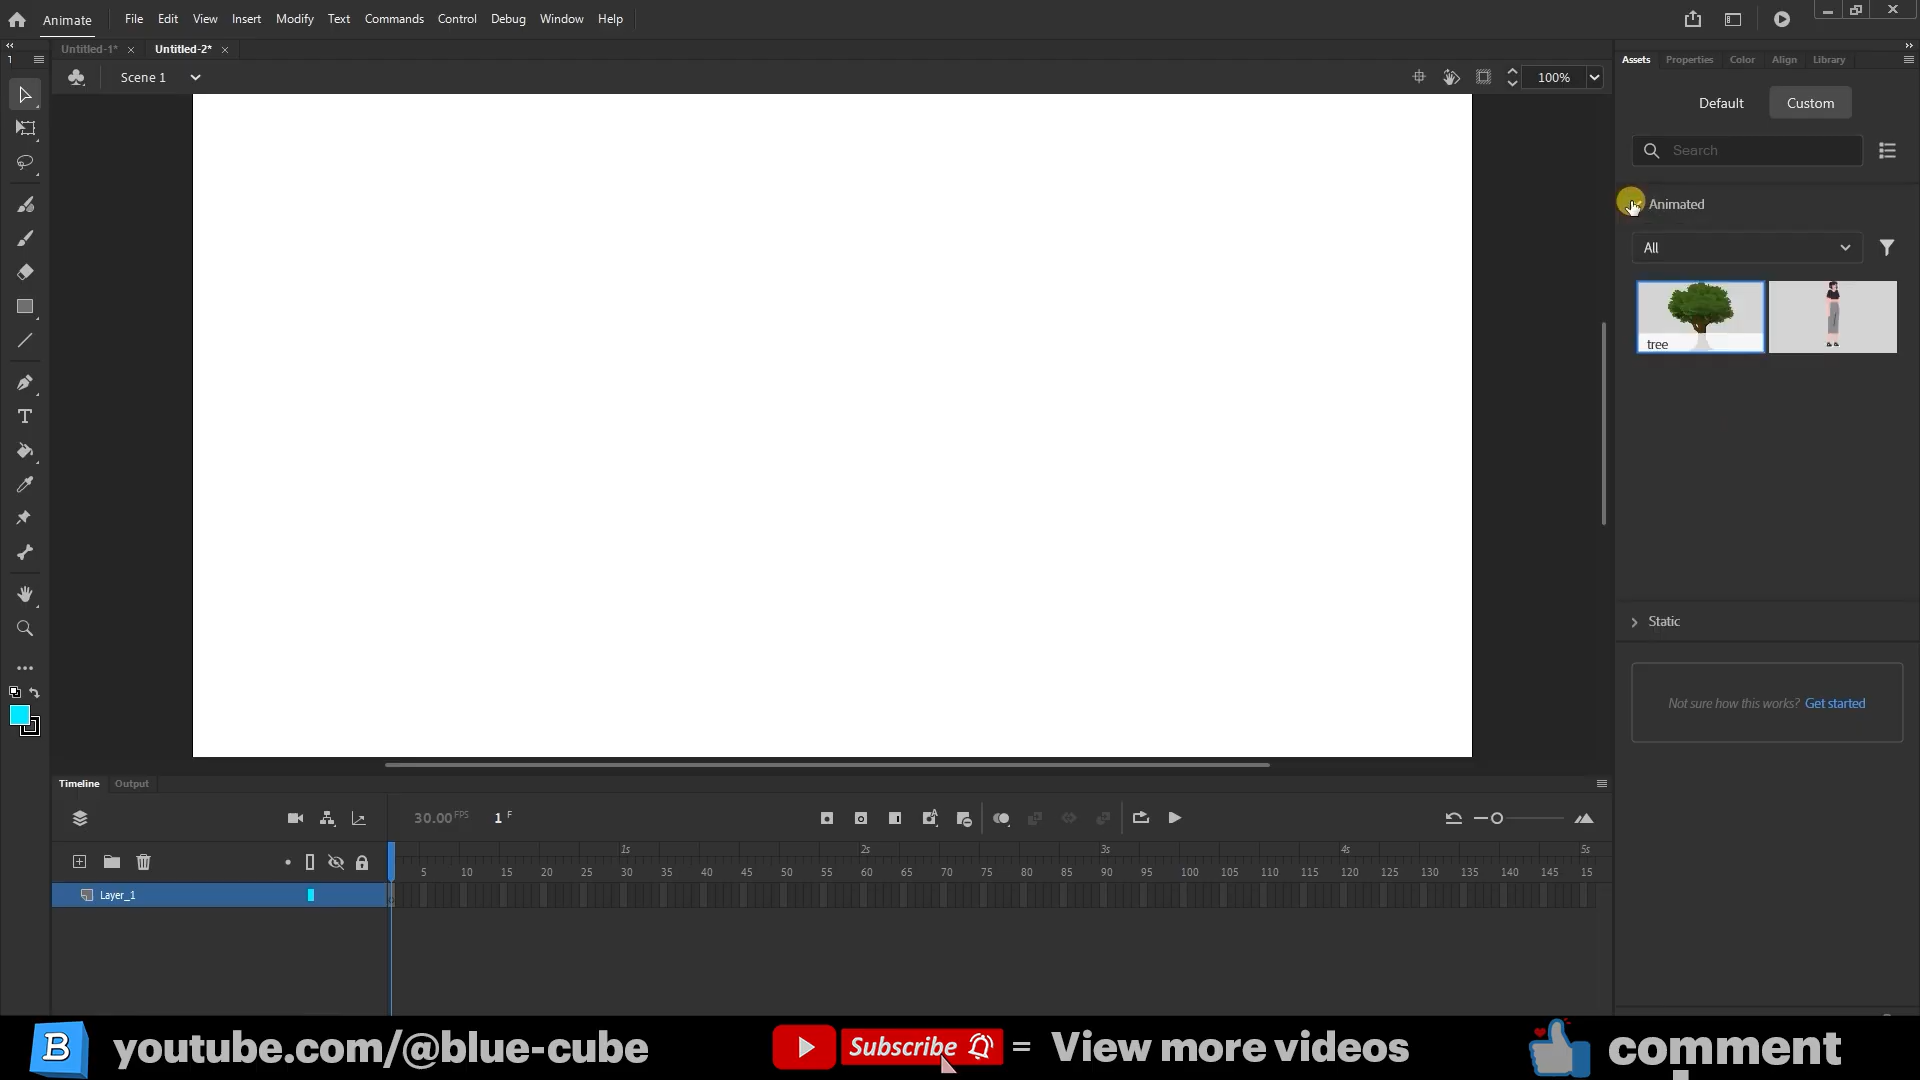 Animate File Edit View Insert Modify Text Commands Control Debug Window Help
Untitled-1* × Untitled-2* ×
Assets Properties Color Align Library
Scene 1
100%
Default Custom
Search
Animated
All
tree
Static
Not sure how this works? Get started
Timeline Output
30.00 FPS 1 F
1s 2s 3s 4s 5s
5 10 15 20 25 30 35 40 45 50 55 60 65 70 75 80 85 90 95 100 105 110 115 120 125 130 135 140 145 15
Layer_1
B youtube.com/@blue-cube Subscribe = View more videos comment